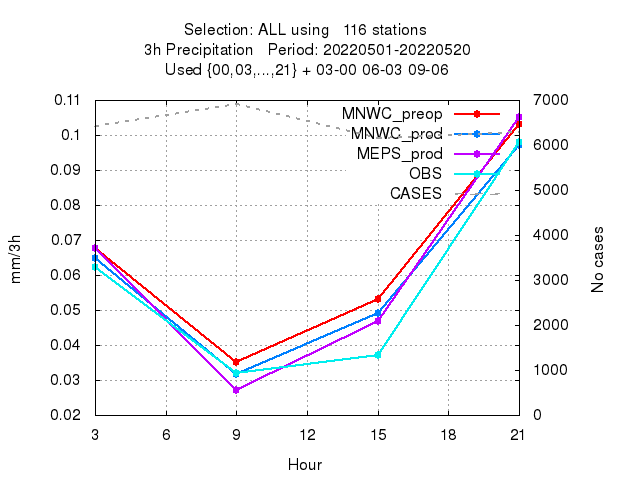 Selection: ALL using   116 stations
3h Precipitation   Period: 20220501-20220520
Used {00,03,...,21} + 03-00 06-03 09-06
0.11
0.1
0.09
0.08
0.07
0.06
0.05
0.04
0.03
0.02
mm/3h
MNWC_preop
MNWC_prod
MEPS_prod
OBS
CASES
7000
6000
5000
4000
3000
2000
1000
0
No cases
3 6 9 12 15 18 21
Hour